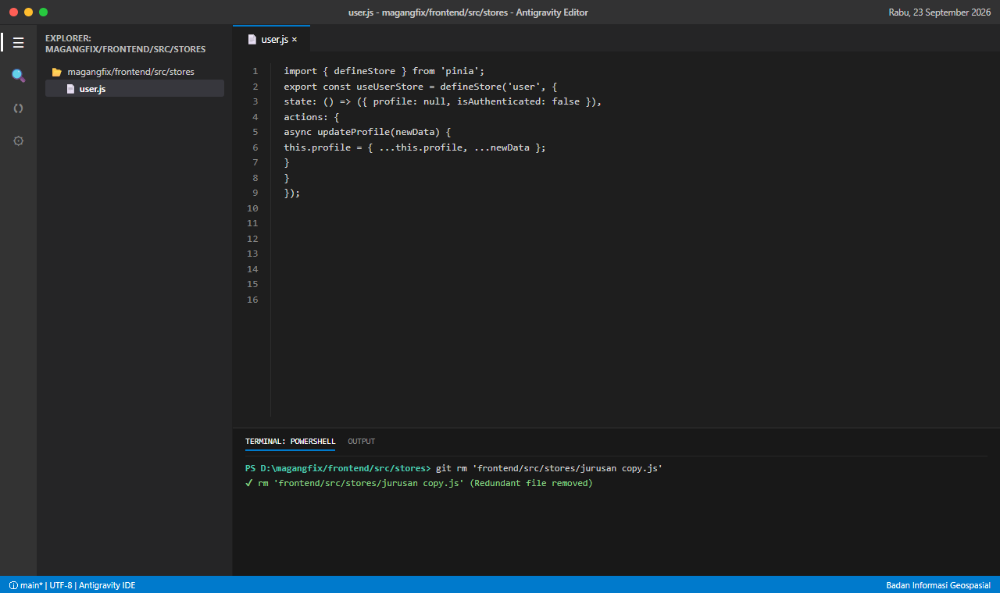 user.js - magangfix/frontend/src/stores - Antigravity Editor
Rabu, 23 September 2026
EXPLORER:
MAGANGFIX/FRONTEND/SRC/STORES
magangfix/frontend/src/stores
user.js
user.js ×
1 import { defineStore } from 'pinia';
2 export const useUserStore = defineStore('user', {
3 state: () => ({ profile: null, isAuthenticated: false }),
4 actions: {
5 async updateProfile(newData) {
6 this.profile = { ...this.profile, ...newData };
7 }
8 }
9 });
10
11
12
13
14
15
16
TERMINAL: POWERSHELL OUTPUT
PS D:\magangfix/frontend/src/stores> git rm 'frontend/src/stores/jurusan copy.js'
✓ rm 'frontend/src/stores/jurusan copy.js' (Redundant file removed)
ⓘ main* | UTF-8 | Antigravity IDE
Badan Informasi Geospasial